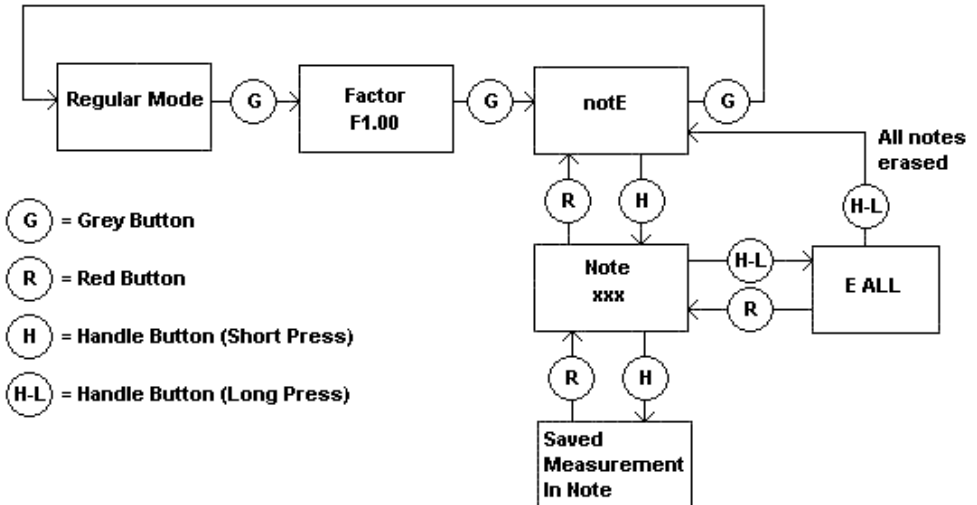 Regular Mode
G
Factor
F1.00
G
notE
G
All notes
erased
R
H
H-L
G = Grey Button
R = Red Button
H = Handle Button (Short Press)
H-L = Handle Button (Long Press)
Note
xxx
H-L
R
E ALL
R
H
Saved
Measurement
In Note